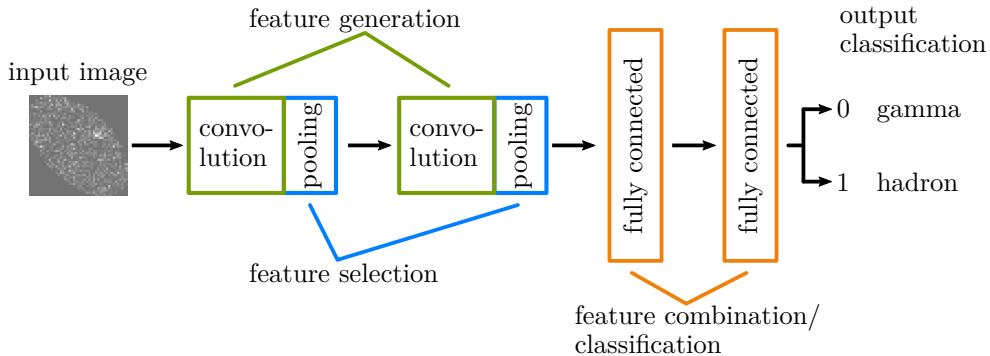 feature generation
output
classification
input image
convo-
lution
pooling
convo-
lution
pooling
fully connected
fully connected
0 gamma
1 hadron
feature selection
feature combination/
classification